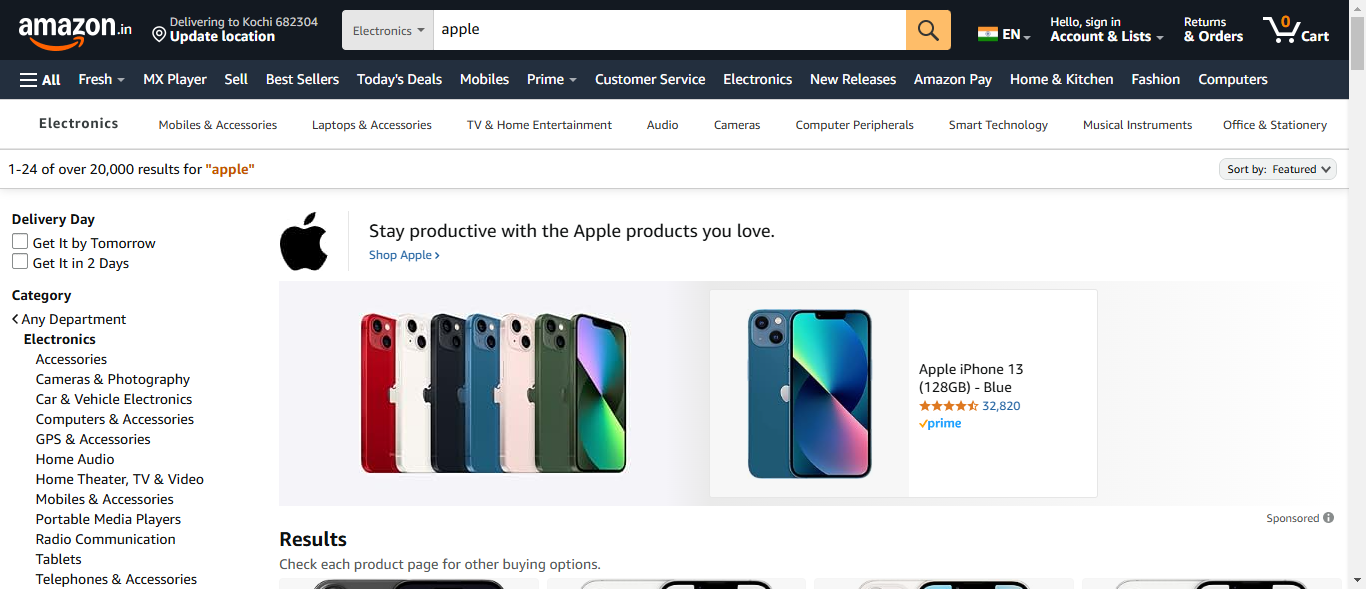 amazon.in
Delivering to Kochi 682304
Update location
Electronics
apple
EN
Hello, sign in
Account & Lists
Returns
& Orders
0
Cart
All
Fresh
MX Player
Sell
Best Sellers
Today's Deals
Mobiles
Prime
Customer Service
Electronics
New Releases
Amazon Pay
Home & Kitchen
Fashion
Computers
Electronics
Mobiles & Accessories
Laptops & Accessories
TV & Home Entertainment
Audio
Cameras
Computer Peripherals
Smart Technology
Musical Instruments
Office & Stationery
1-24 of over 20,000 results for "apple"
Sort by: Featured
Delivery Day
Get It by Tomorrow
Get It in 2 Days
Category
Any Department
Electronics
Accessories
Cameras & Photography
Car & Vehicle Electronics
Computers & Accessories
GPS & Accessories
Home Audio
Home Theater, TV & Video
Mobiles & Accessories
Portable Media Players
Radio Communication
Tablets
Telephones & Accessories
Stay productive with the Apple products you love.
Shop Apple
Apple iPhone 13
(128GB) - Blue
32,820
prime
Sponsored
Results
Check each product page for other buying options.